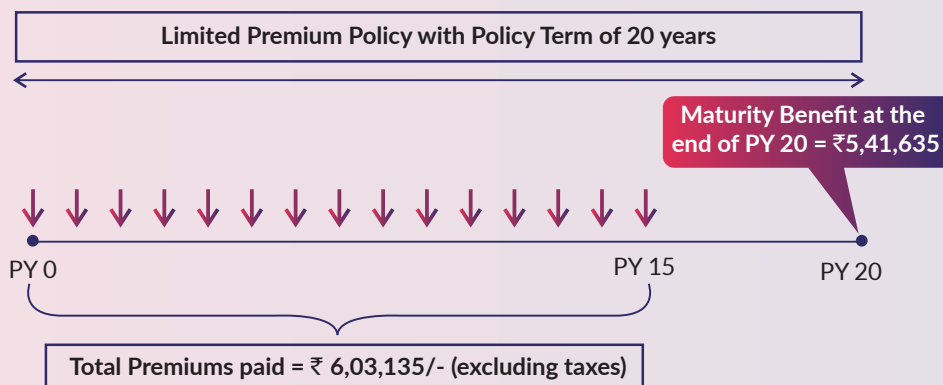 Limited Premium Policy with Policy Term of 20 years
Maturity Benefit at the
end of PY 20 = ₹5,41,635
PY 0
PY 15
PY 20
Total Premiums paid = ₹ 6,03,135/- (excluding taxes)